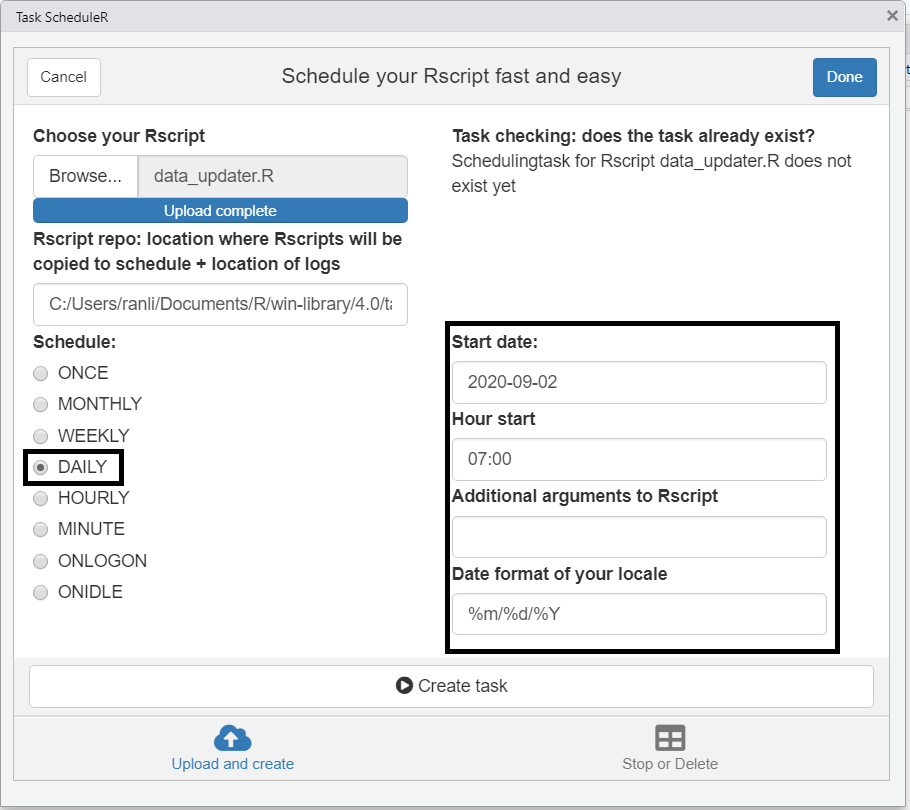 Task ScheduleR
Cancel
Schedule your Rscript fast and easy
Done
Choose your Rscript
Browse...
data_updater.R
Upload complete
Rscript repo: location where Rscripts will be
copied to schedule + location of logs
C:/Users/ranli/Documents/R/win-library/4.0/ta
Schedule:
ONCE
MONTHLY
WEEKLY
DAILY
HOURLY
MINUTE
ONLOGON
ONIDLE
Task checking: does the task already exist?
Schedulingtask for Rscript data_updater.R does not
exist yet
Start date:
2020-09-02
Hour start
07:00
Additional arguments to Rscript
Date format of your locale
%m/%d/%Y
Create task
Upload and create
Stop or Delete